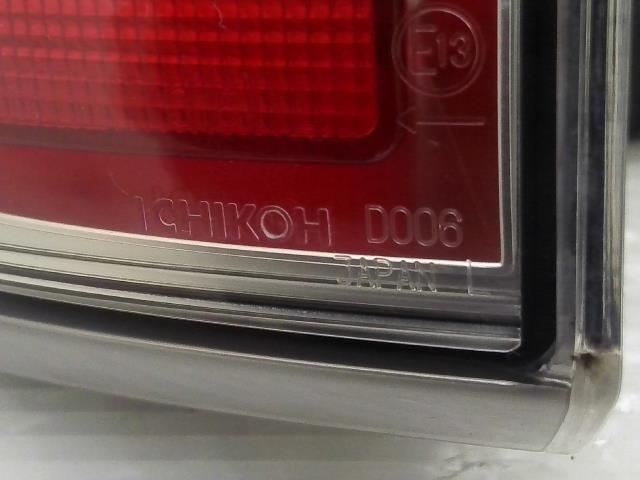 E13
ICHIKOH D006
JAPAN L